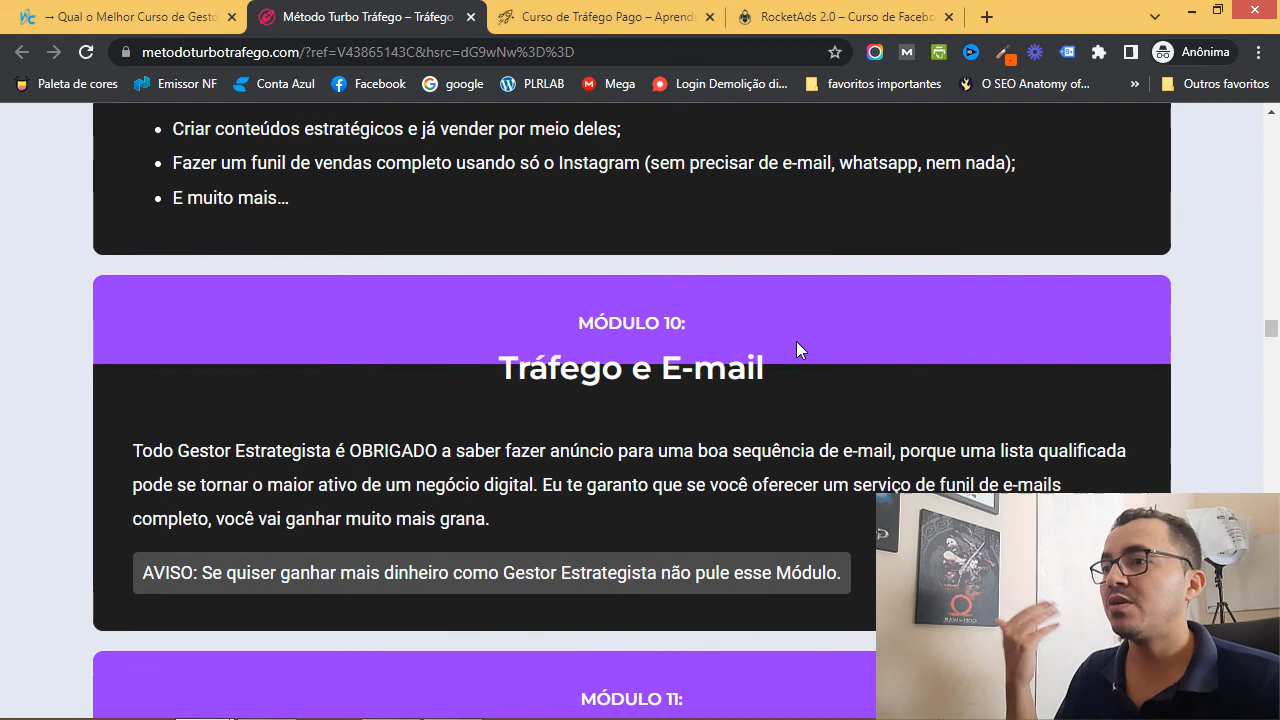 → Qual o Melhor Curso de Gesto
Método Turbo Tráfego – Tráfego
Curso de Tráfego Pago – Aprenda
RocketAds 2.0 – Curso de Facebo
metodoturbotrafego.com/?ref=V43865143C&hsrc=dG9wNw%3D%3D
Anônima
Paleta de cores
Emissor NF
Conta Azul
Facebook
google
PLRLAB
Mega
Login Demolição di...
favoritos importantes
O SEO Anatomy of...
»
Outros favoritos
• Criar conteúdos estratégicos e já vender por meio deles;
• Fazer um funil de vendas completo usando só o Instagram (sem precisar de e-mail, whatsapp, nem nada);
• E muito mais…
MÓDULO 10:
Tráfego e E-mail
Todo Gestor Estrategista é OBRIGADO a saber fazer anúncio para uma boa sequência de e-mail, porque uma lista qualificada
pode se tornar o maior ativo de um negócio digital. Eu te garanto que se você oferecer um serviço de funil de e-mails
completo, você vai ganhar muito mais grana.
AVISO: Se quiser ganhar mais dinheiro como Gestor Estrategista não pule esse Módulo.
MÓDULO 11: